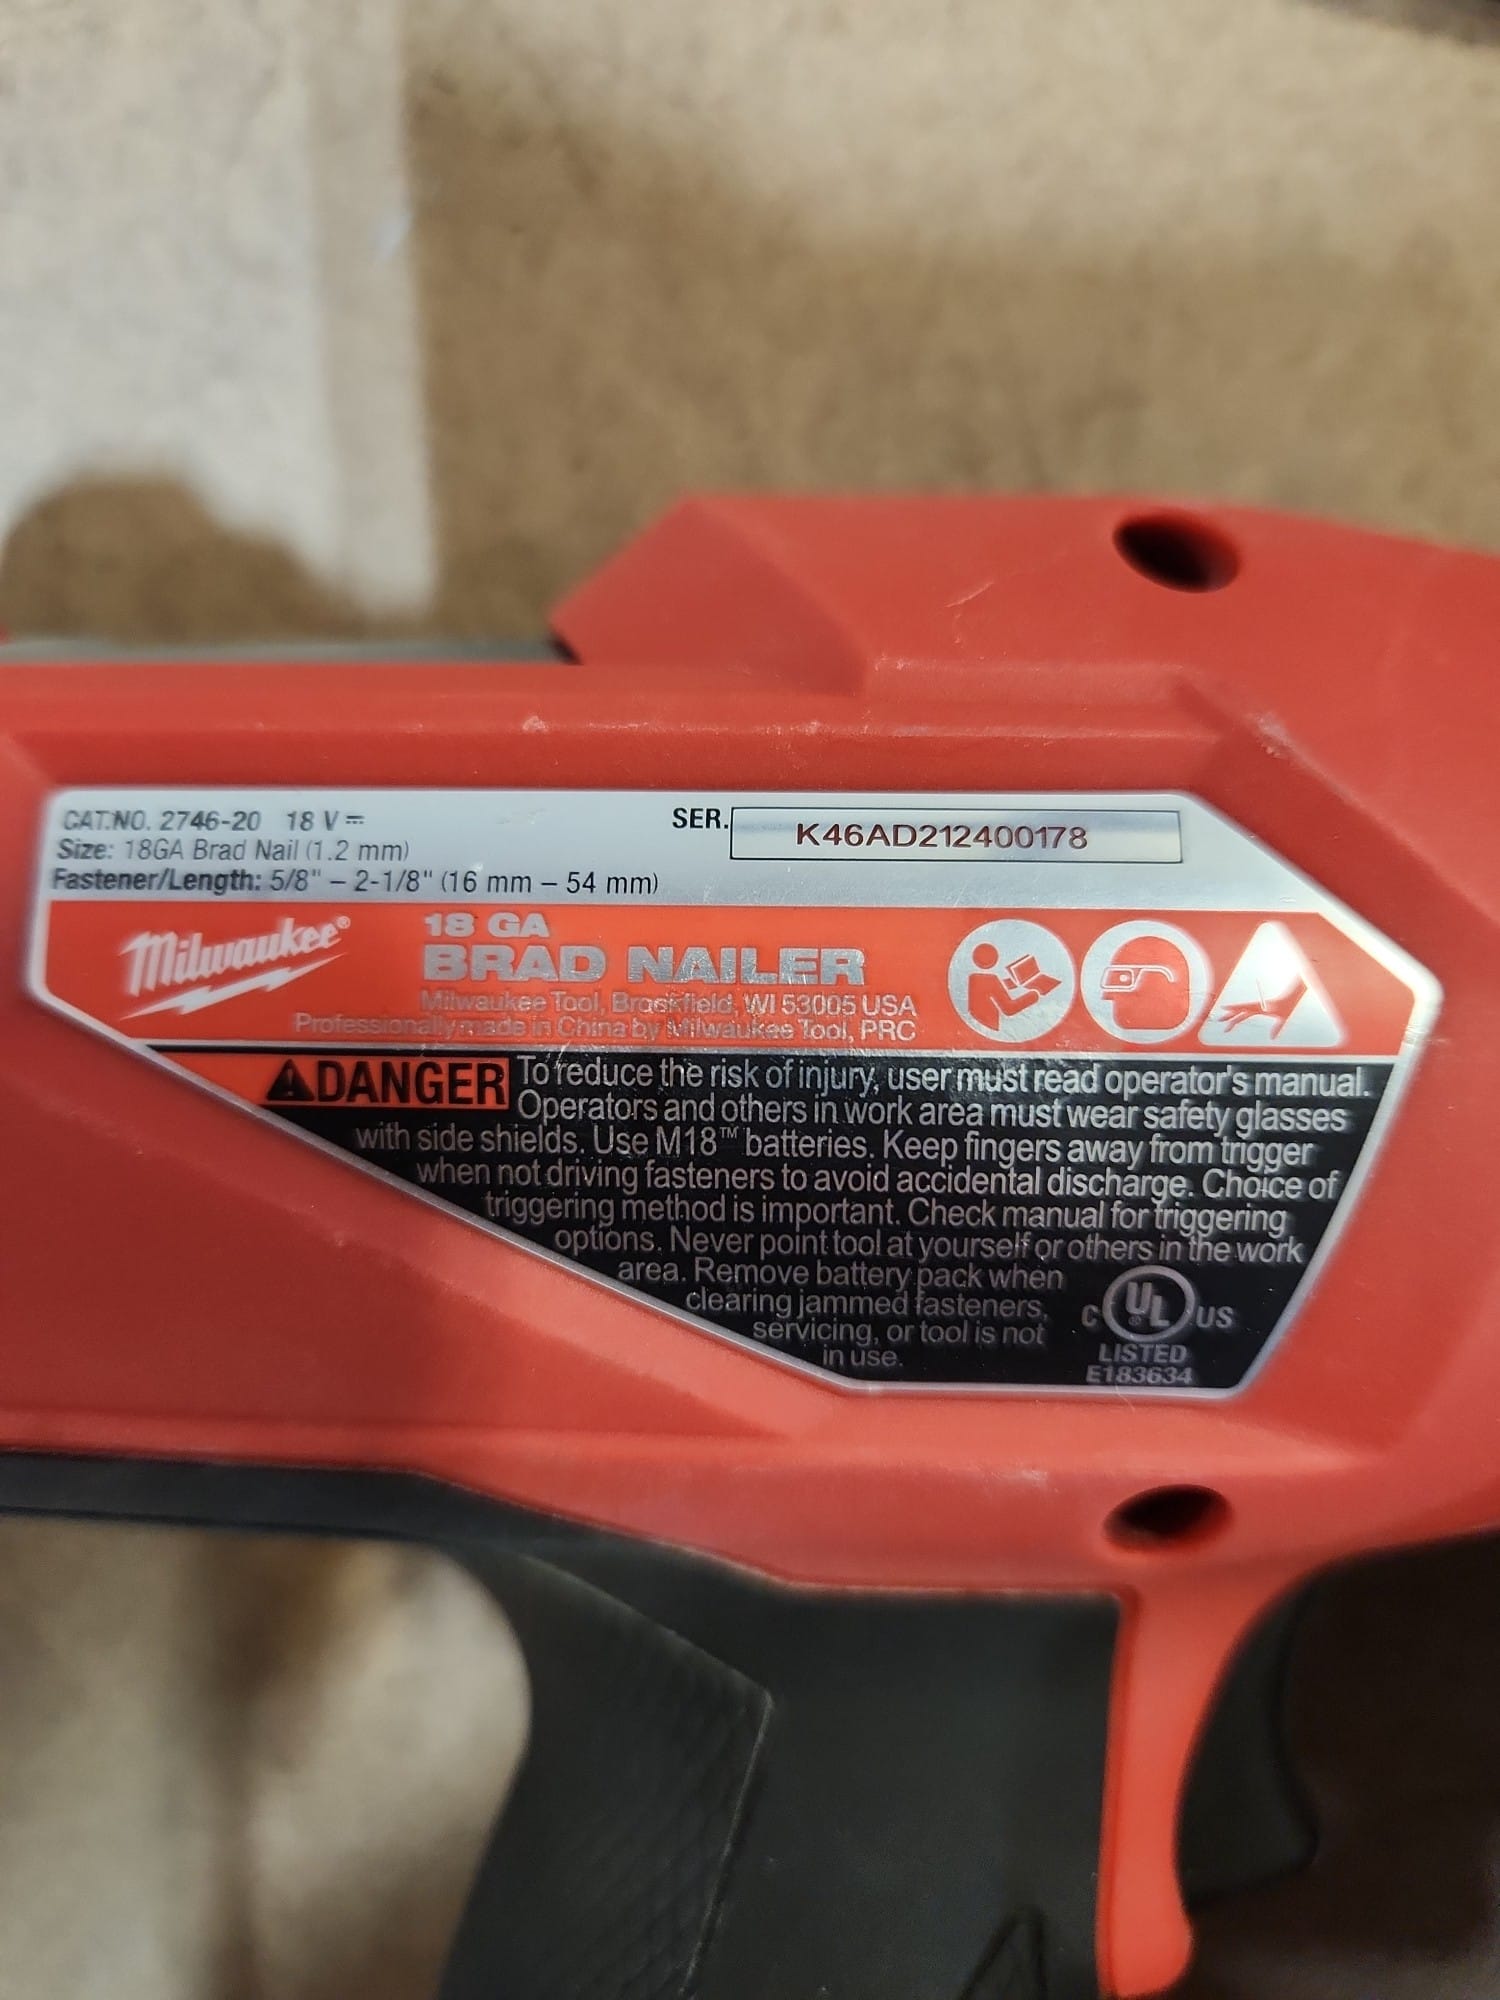 CAT.NO. 2746-20 18 V ⎓
SER. K46AD212400178
Size: 18GA Brad Nail (1.2 mm)
Fastener/Length: 5/8" – 2-1/8" (16 mm – 54 mm)
Milwaukee®
18 GA
BRAD NAILER
Milwaukee Tool, Brookfield, WI 53005 USA
Professionally made in China by Milwaukee Tool, PRC
DANGER To reduce the risk of injury, user must read operator's manual.
Operators and others in work area must wear safety glasses
with side shields. Use M18™ batteries. Keep fingers away from trigger
when not driving fasteners to avoid accidental discharge. Choice of
triggering method is important. Check manual for triggering
options. Never point tool at yourself or others in the work
area. Remove battery pack when
clearing jammed fasteners,
servicing, or tool is not
in use.
C UL® US
LISTED
E183634